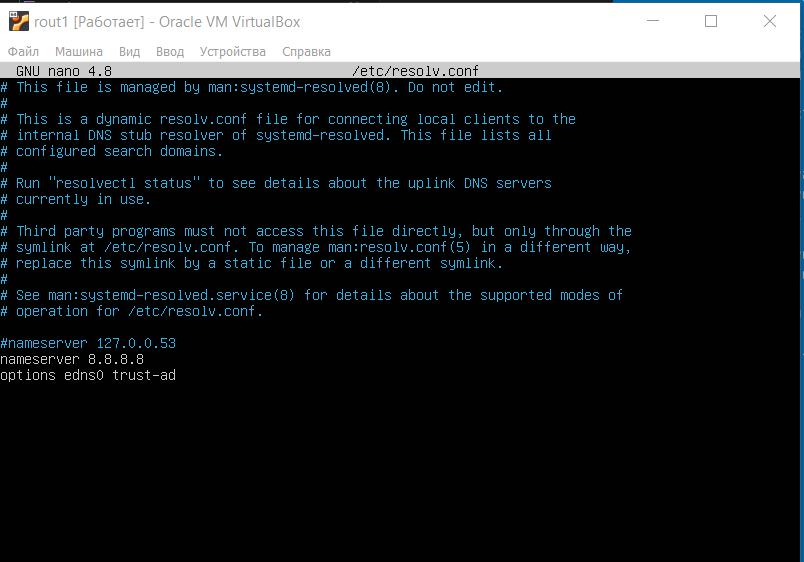 rout1 [Работает] - Oracle VM VirtualBox
Файл Машина Вид Ввод Устройства Справка
GNU nano 4.8 /etc/resolv.conf
# This file is managed by man:systemd-resolved(8). Do not edit.
#
# This is a dynamic resolv.conf file for connecting local clients to the
# internal DNS stub resolver of systemd-resolved. This file lists all
# configured search domains.
#
# Run "resolvectl status" to see details about the uplink DNS servers
# currently in use.
#
# Third party programs must not access this file directly, but only through the
# symlink at /etc/resolv.conf. To manage man:resolv.conf(5) in a different way,
# replace this symlink by a static file or a different symlink.
#
# See man:systemd-resolved.service(8) for details about the supported modes of
# operation for /etc/resolv.conf.
#nameserver 127.0.0.53
nameserver 8.8.8.8
options edns0 trust-ad